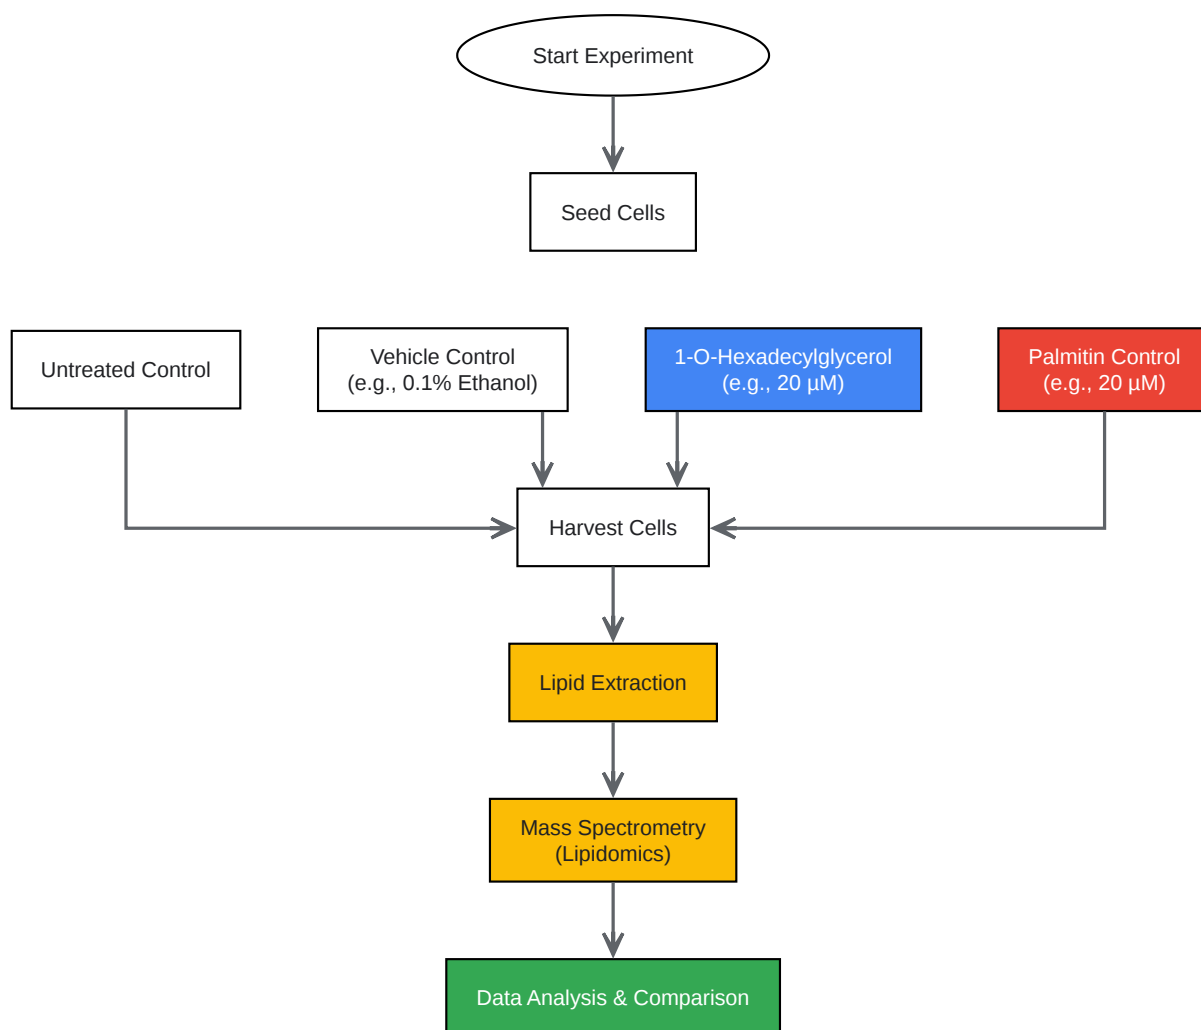 Start Experiment
Seed Cells
Untreated Control
Vehicle Control
(e.g., 0.1% Ethanol)
1-O-Hexadecylglycerol
(e.g., 20 µM)
Palmitin Control
(e.g., 20 µM)
Harvest Cells
Lipid Extraction
Mass Spectrometry
(Lipidomics)
Data Analysis & Comparison